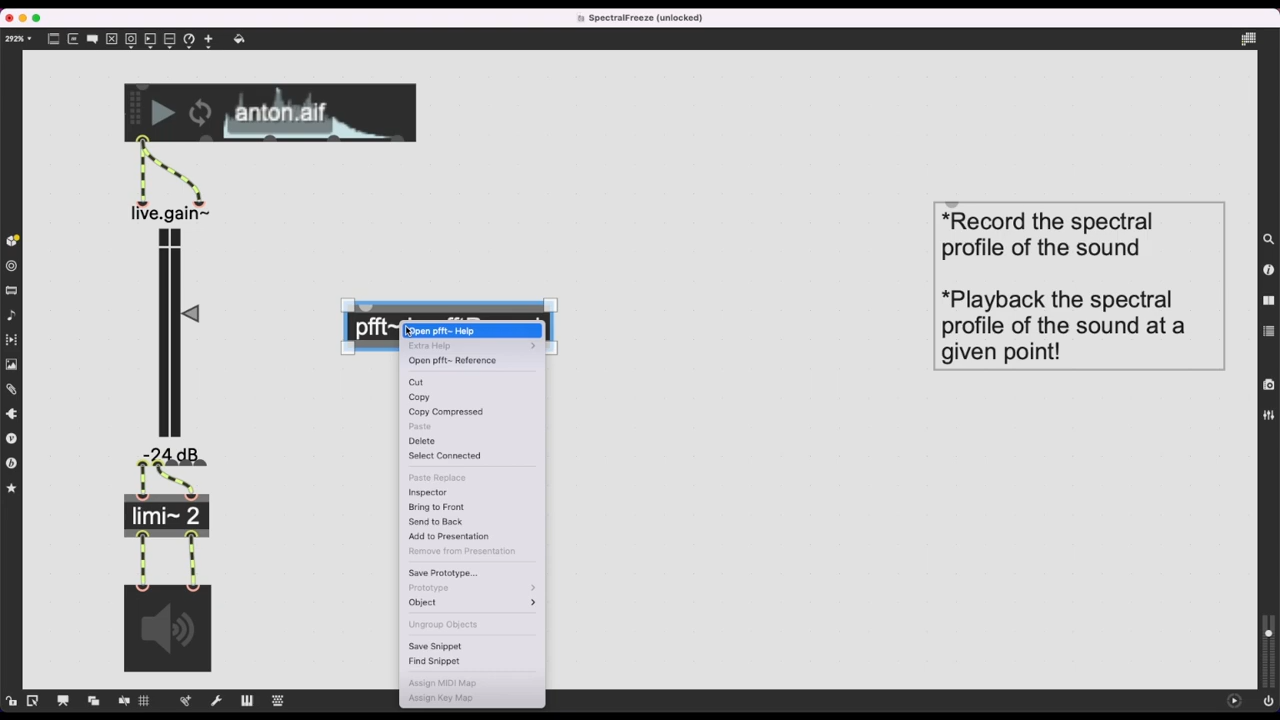 SpectralFreeze (unlocked)
292%
anton.aif
live.gain~
*Record the spectral
profile of the sound
*Playback the spectral
profile of the sound at a
given point!
pfft~
Open pfft~ Help
Extra Help
Open pfft~ Reference
Cut
Copy
Copy Compressed
Paste
Delete
Select Connected
Paste Replace
Inspector
Bring to Front
Send to Back
Add to Presentation
Remove from Presentation
Save Prototype...
Prototype
Object
Ungroup Objects
Save Snippet
Find Snippet
Assign MIDI Map
Assign Key Map
-24 dB
limi~ 2